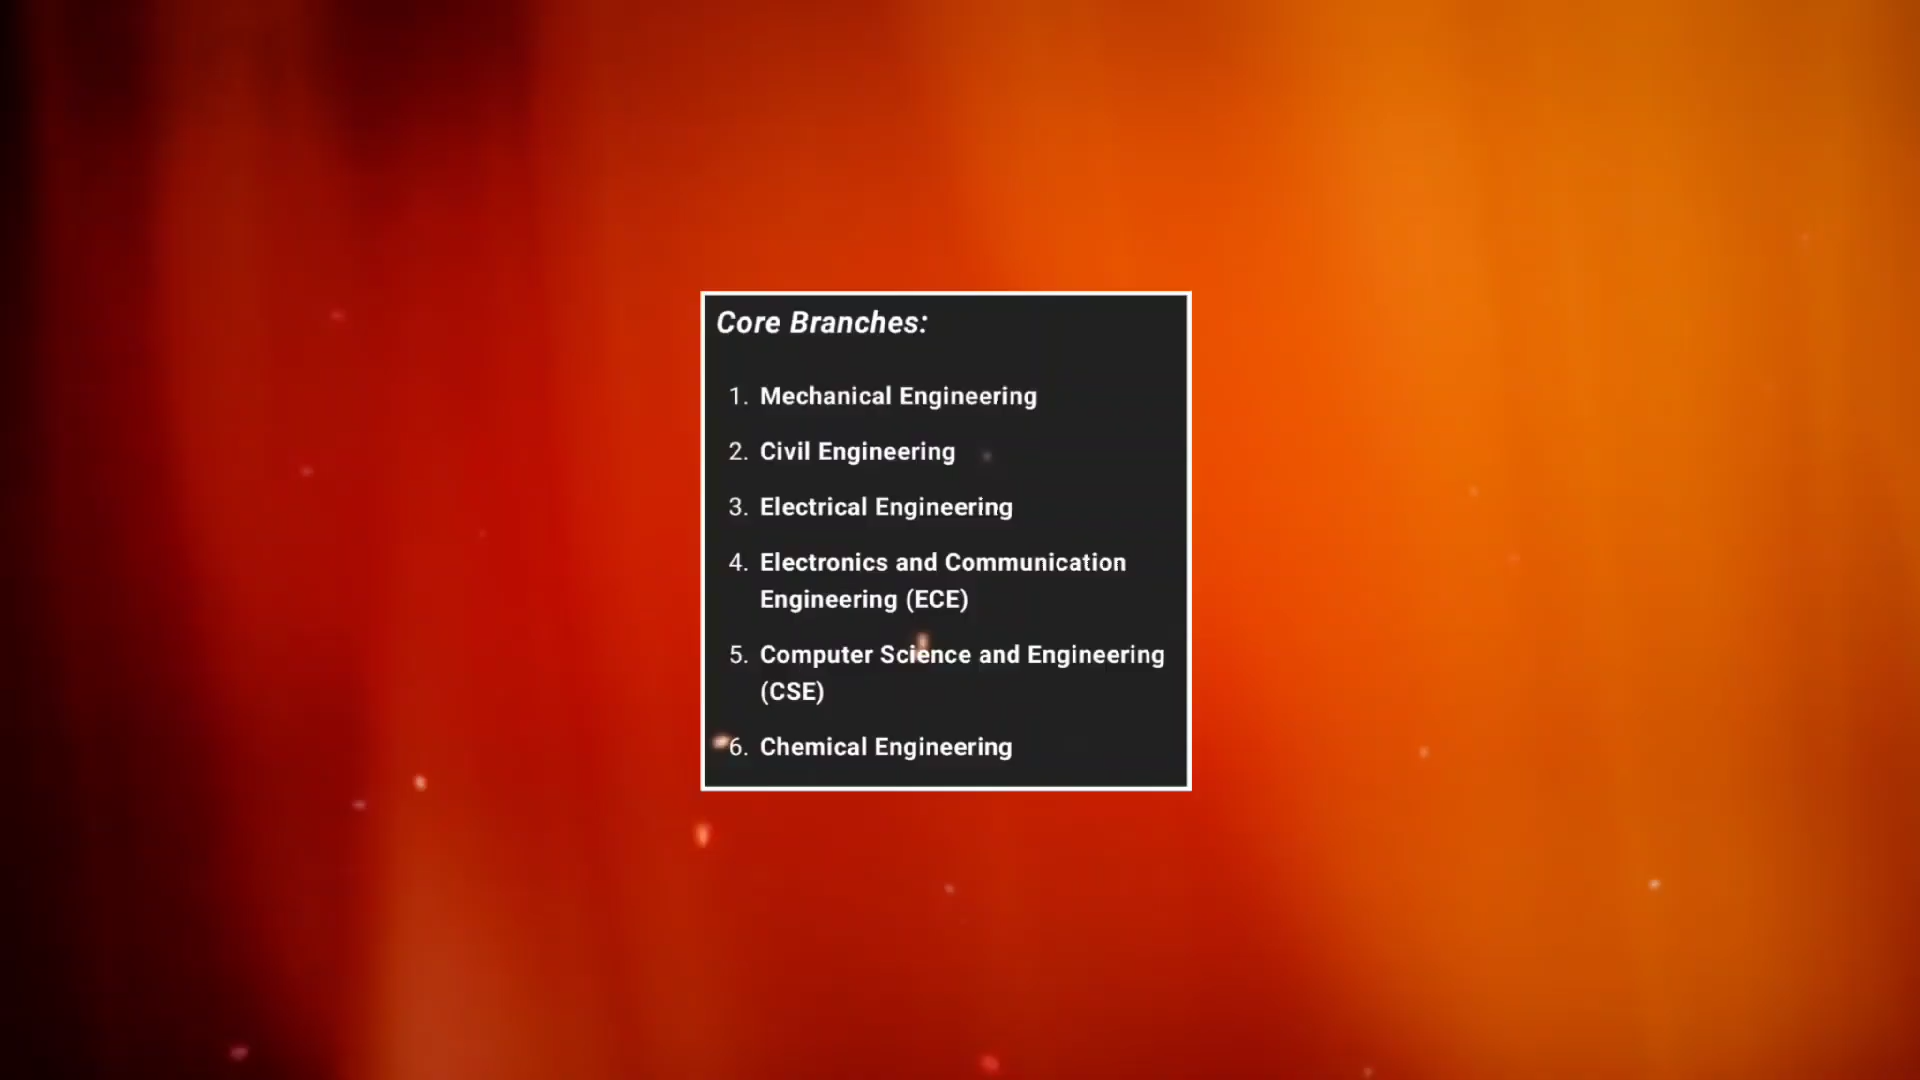 Core Branches:
1. Mechanical Engineering
2. Civil Engineering
3. Electrical Engineering
4. Electronics and Communication
Engineering (ECE)
5. Computer Science and Engineering
(CSE)
6. Chemical Engineering